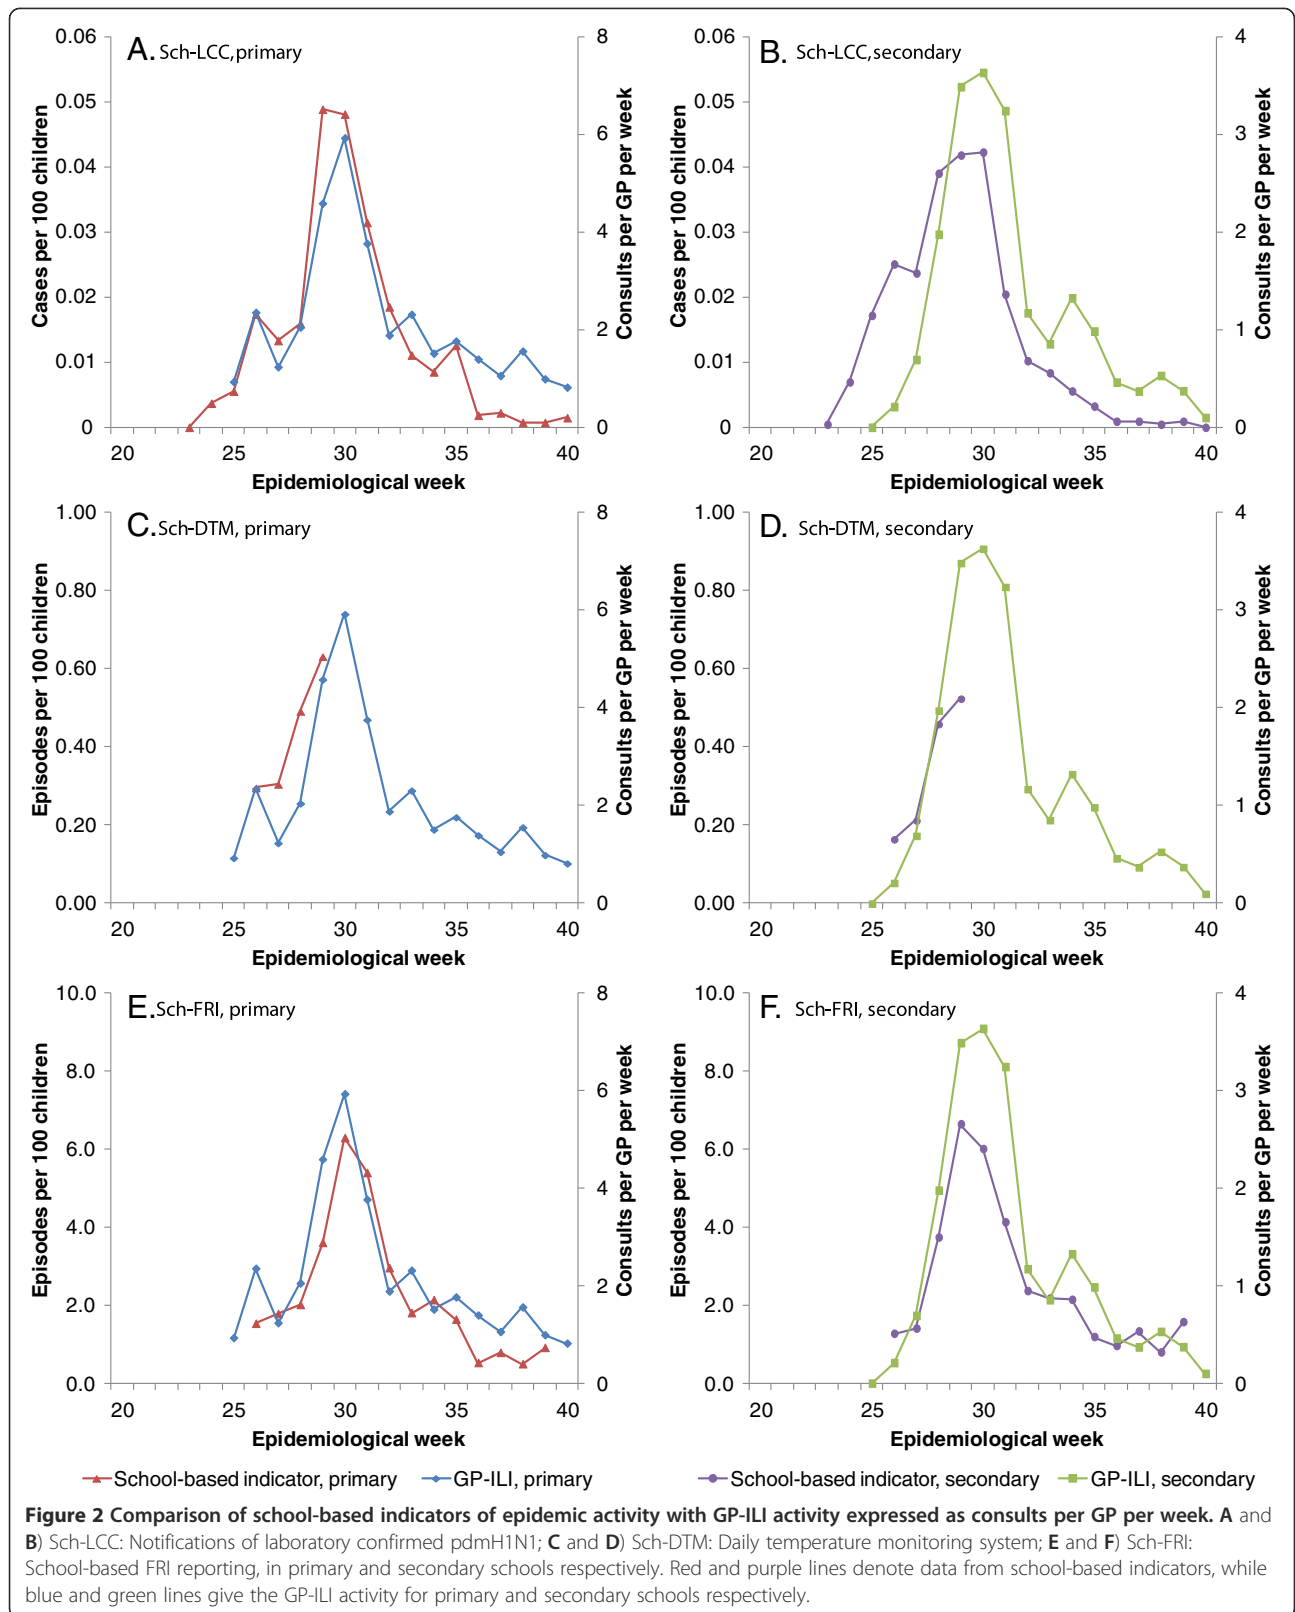 A. Sch-LCC, primary
0.06
0.05
0.04
0.03
0.02
0.01
0
Cases per 100 children
8
6
4
2
0
Consults per GP per week
20 25 30 35 40
Epidemiological week
B. Sch-LCC, secondary
0.06
0.05
0.04
0.03
0.02
0.01
0
Cases per 100 children
4
3
2
1
0
Consults per GP per week
20 25 30 35 40
Epidemiological week
C. Sch-DTM, primary
1.00
0.80
0.60
0.40
0.20
0.00
Episodes per 100 children
8
6
4
2
0
Consults per GP per week
20 25 30 35 40
Epidemiological week
D. Sch-DTM, secondary
1.00
0.80
0.60
0.40
0.20
0.00
Episodes per 100 children
4
3
2
1
0
Consults per GP per week
20 25 30 35 40
Epidemiological week
E. Sch-FRI, primary
10.0
8.0
6.0
4.0
2.0
0.0
Episodes per 100 children
8
6
4
2
0
Consults per GP per week
20 25 30 35 40
Epidemiological week
F. Sch-FRI, secondary
10.0
8.0
6.0
4.0
2.0
0.0
Episodes per 100 children
4
3
2
1
0
Consults per GP per week
20 25 30 35 40
Epidemiological week
School-based indicator, primary GP-ILI, primary School-based indicator, secondary GP-ILI, secondary
Figure 2 Comparison of school-based indicators of epidemic activity with GP-ILI activity expressed as consults per GP per week. A and
B) Sch-LCC: Notifications of laboratory confirmed pdmH1N1; C and D) Sch-DTM: Daily temperature monitoring system; E and F) Sch-FRI:
School-based FRI reporting, in primary and secondary schools respectively. Red and purple lines denote data from school-based indicators, while
blue and green lines give the GP-ILI activity for primary and secondary schools respectively.